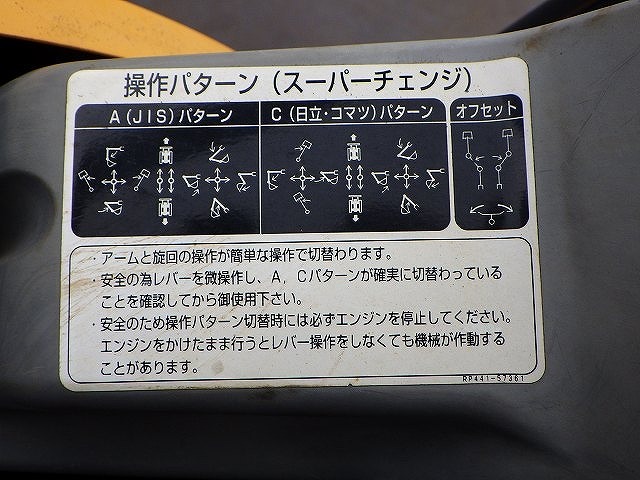 操作パターン（スーパーチェンジ）
A（JIS）パターン
C（日立・コマツ）パターン
オフセット
・アームと旋回の操作が簡単な操作で切替わります。
・安全の為レバーを微操作し、A，Cパターンが確実に切替わっている
ことを確認してから御使用下さい。
・安全のため操作パターン切替時には必ずエンジンを停止してください。
エンジンをかけたまま行うとレバー操作をしなくても機械が作動する
ことがあります。
RP441-57361